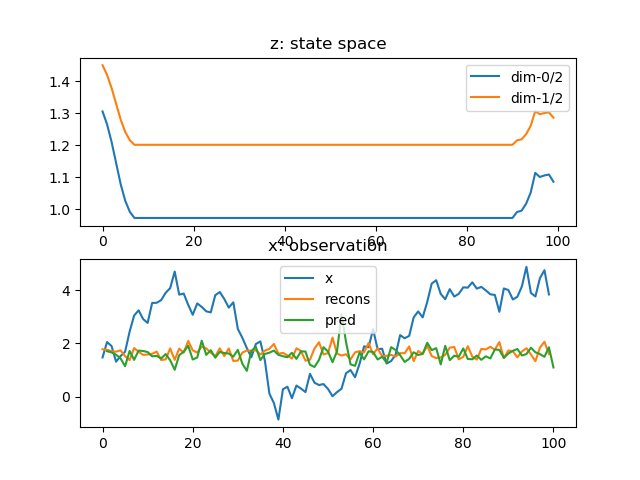 z: state space
1.4
1.3
1.2
1.1
1.0
dim-0/2
dim-1/2
0 20 40 60 80 100
x: observation
4
2
0
x
recons
pred
0 20 40 60 80 100